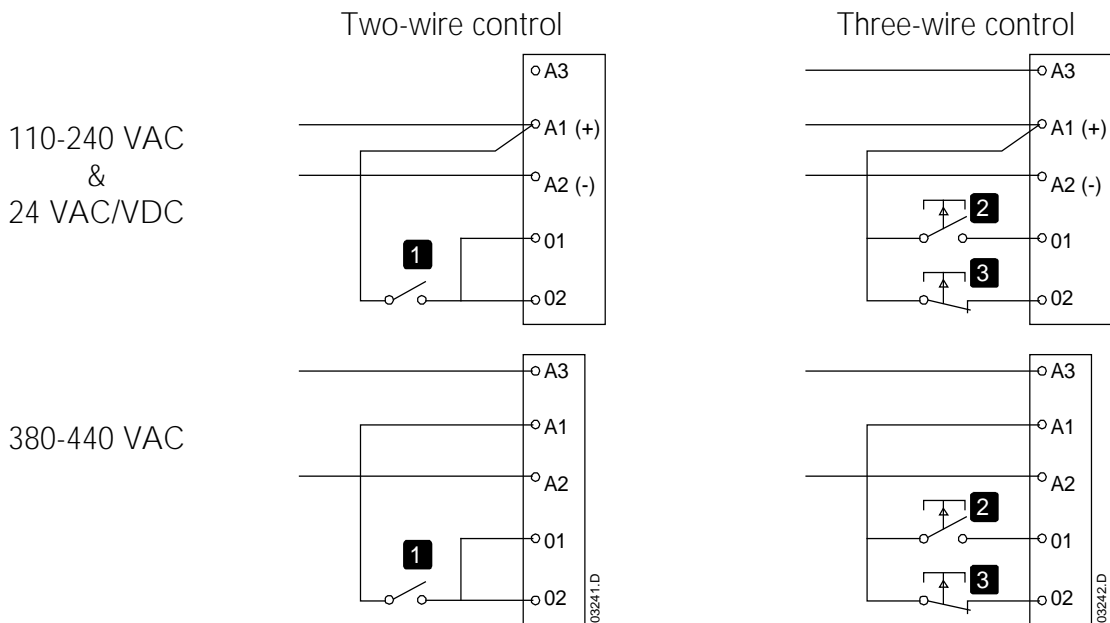 Two-wire control
Three-wire control
110-240 VAC
&
24 VAC/VDC
A3
A1 (+)
A2 (-)
01
02
1
A3
A1 (+)
A2 (-)
01
02
2
3
380-440 VAC
A3
A1
A2
01
02
1
03241.D
A3
A1
A2
01
02
2
3
03242.D